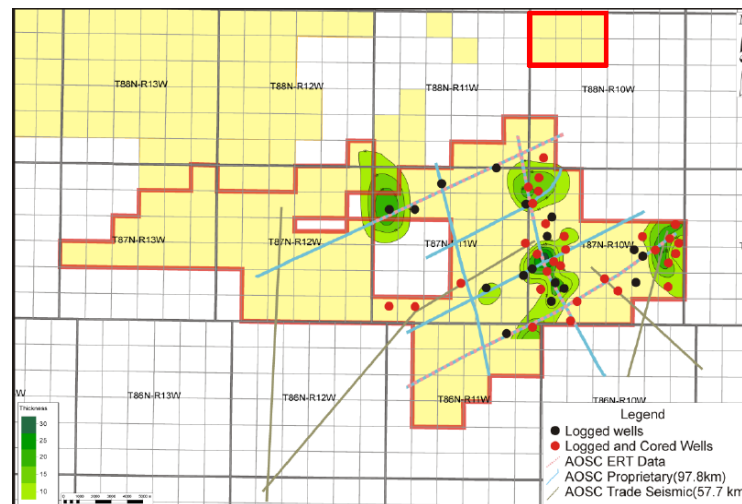 T88N-R13W
T88N-R12W
T88N-R11W
T88N-R10W
T87N-R13W
T87N-R12W
T87N-R11W
T87N-R10W
T86N-R13W
T86N-R12W
T86N-R11W
T86N-R10W
W
Thickness
30
25
20
15
10
Legend
Logged wells
Logged and Cored Wells
AOSC ERT Data
AOSC Proprietary(97.8km)
AOSC Trade Seismic(57.7 km